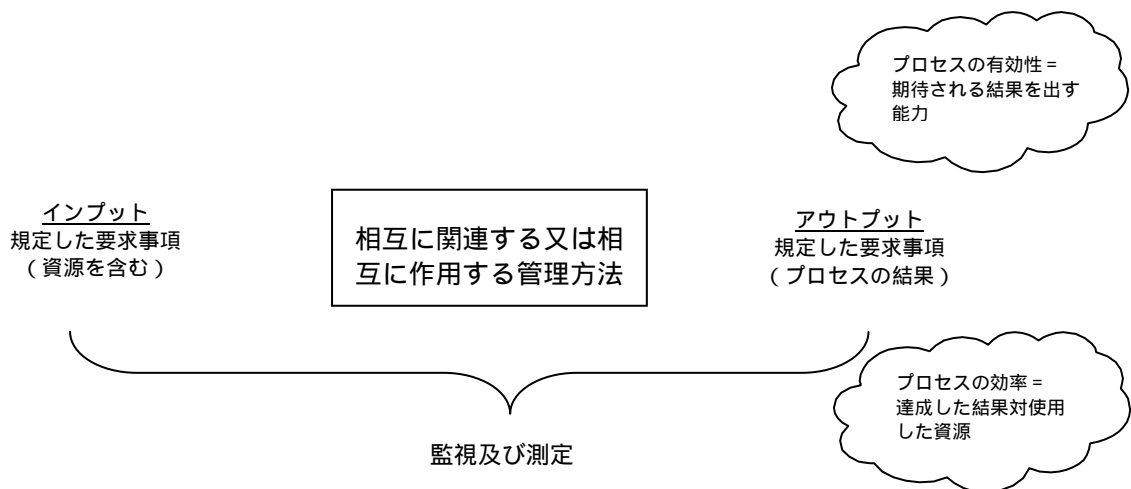 プロセスの有効性＝
期待される結果を出す
能力
インプット
規定した要求事項
（資源を含む）
相互に関連する又は相
互に作用する管理方法
アウトプット
規定した要求事項
（プロセスの結果）
プロセスの効率＝
達成した結果対使用
した資源
監視及び測定